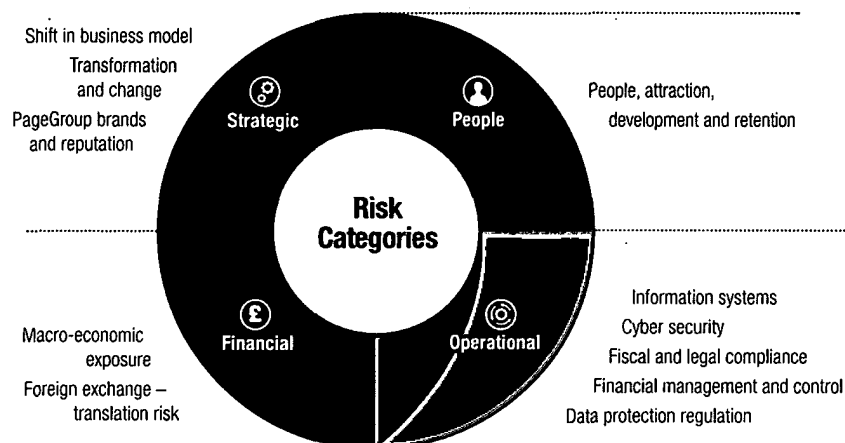 Shift in business model
Transformation
and change
PageGroup brands
and reputation
Strategic
People
People, attraction,
development and retention
Risk
Categories
Macro-economic
exposure
Foreign exchange –
translation risk
£
Financial
Operational
Information systems
Cyber security
Fiscal and legal compliance
Financial management and control
Data protection regulation